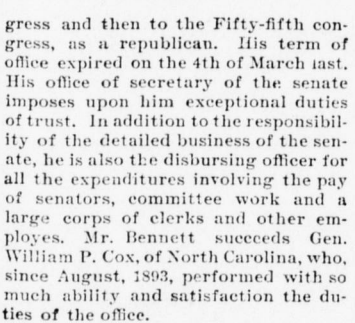 gress and then to the Fifty-fifth con-
gress, as a republican. His term of
office expired on the 4th of March last.
His office of secretary of the senate
imposes upon him exceptional duties
of trust. In addition to the responsibil-
ity of the detailed business of the sen-
ate, he is also the disbursing officer for
all the expenditures involving the pay
of senators, committee work and a
large corps of clerks and other em-
ployes. Mr. Bennett succeeds Gen.
William P. Cox, of North Carolina, who,
since August, 1893, performed with so
much ability and satisfaction the du-
ties of the office.